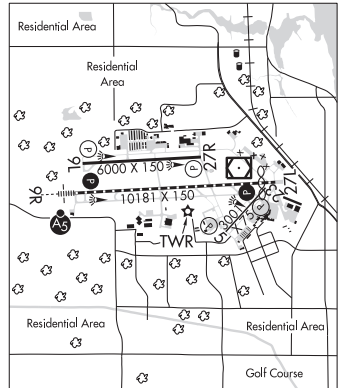 Residential Area
Residential
Area
P
9L
6000 X 150
27R
P
P
9R
10181 X 150
P
27L
A5
TWR
Residential Area
Residential Area
Golf Course